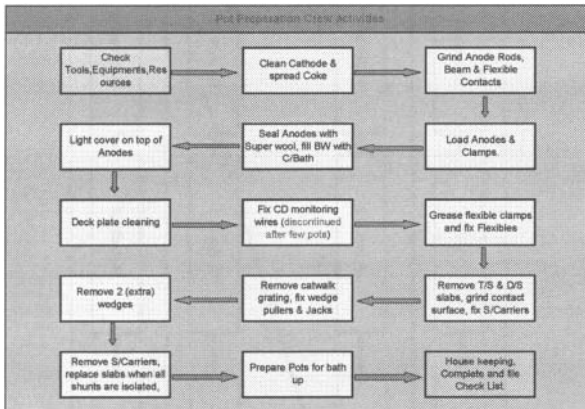 Pot Preparation Crew Activities
Check
Tools,Equipments,Res
ources
Clean Cathode &
spread Coke
Grind Anode Rods,
Beam & Flexible
Contacts
Light cover on top of
Anodes
Seal Anodes with
Super wool, fill BW with
C/Bath
Load Anodes &
Clamps.
Deck plate cleaning
Fix CD monitoring
wires (discontinued
after few pots)
Grease flexible clamps
and fix Flexibles
Remove 2 (extra)
wedges
Remove catwalk
grating, fix wedge
pullers & Jacks
Remove T/S & D/S
slabs, grind contact
surface, fix S/Carriers
Remove S/Carriers,
replace slabs when all
shunts are isolated,
Prepare Pots for bath
up
House keeping,
Complete and file
Check List.